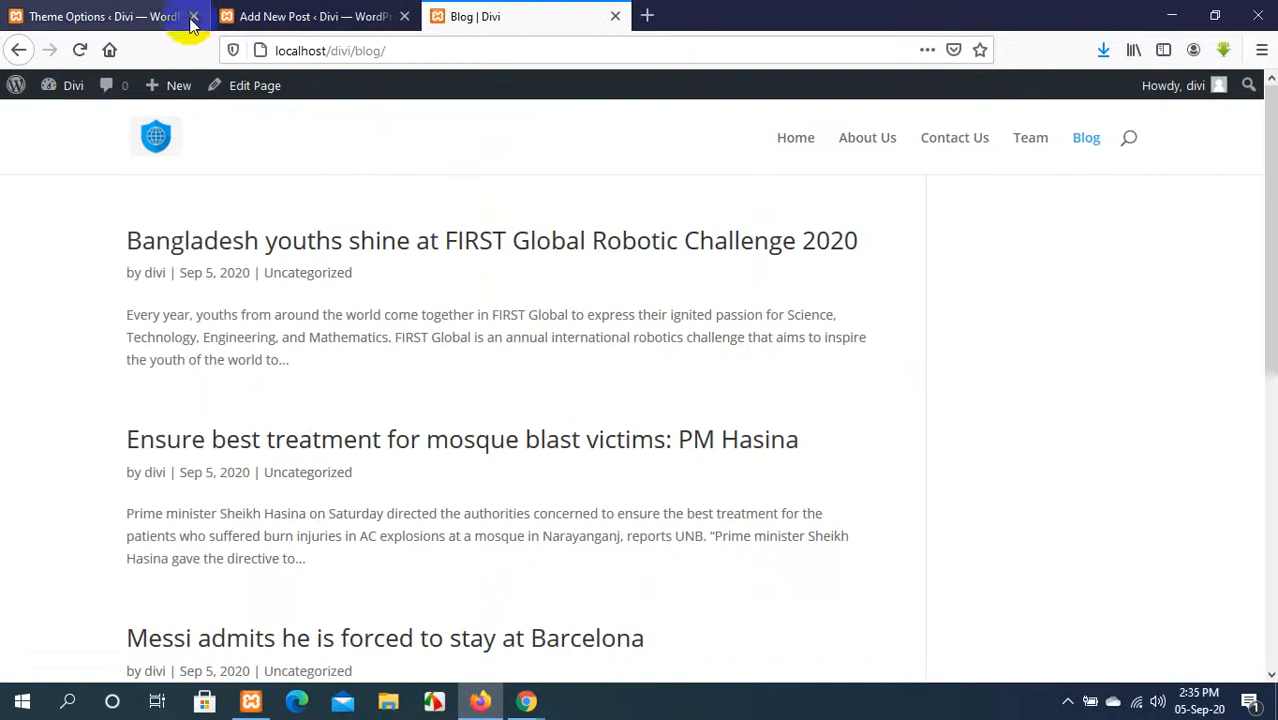 Theme Options ‹ Divi — WordP
Add New Post ‹ Divi — WordPr
Blog | Divi
localhost/divi/blog/
Divi
0
New
Edit Page
Howdy, divi
Home
About Us
Contact Us
Team
Blog
Bangladesh youths shine at FIRST Global Robotic Challenge 2020
by divi | Sep 5, 2020 | Uncategorized
Every year, youths from around the world come together in FIRST Global to express their ignited passion for Science,
Technology, Engineering, and Mathematics. FIRST Global is an annual international robotics challenge that aims to inspire
the youth of the world to...
Ensure best treatment for mosque blast victims: PM Hasina
by divi | Sep 5, 2020 | Uncategorized
Prime minister Sheikh Hasina on Saturday directed the authorities concerned to ensure the best treatment for the
patients who suffered burn injuries in AC explosions at a mosque in Narayanganj, reports UNB. “Prime minister Sheikh
Hasina gave the directive to...
Messi admits he is forced to stay at Barcelona
by divi | Sep 5, 2020 | Uncategorized
2:35 PM
05-Sep-20
1